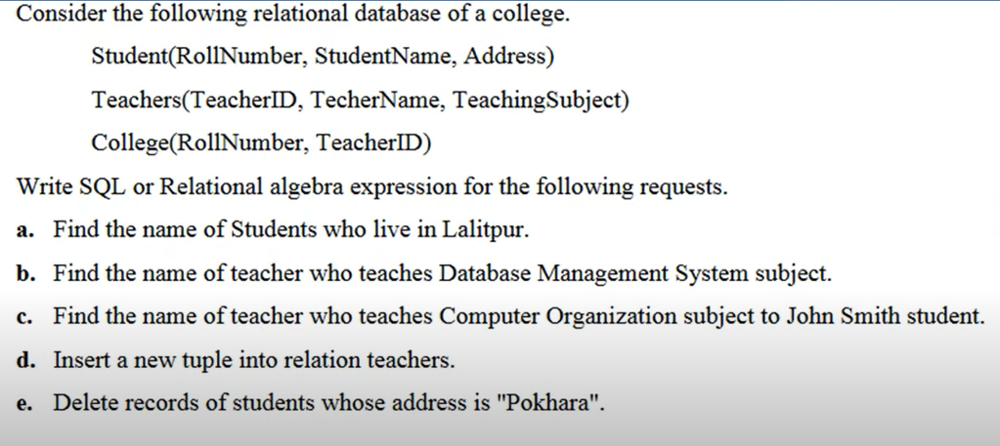 Consider the following relational database of a college.
Student(RollNumber, StudentName, Address)
Teachers(TeacherID, TecherName, TeachingSubject)
College(RollNumber, TeacherID)
Write SQL or Relational algebra expression for the following requests.
a. Find the name of Students who live in Lalitpur.
b. Find the name of teacher who teaches Database Management System subject.
c. Find the name of teacher who teaches Computer Organization subject to John Smith student.
d. Insert a new tuple into relation teachers.
e. Delete records of students whose address is "Pokhara".